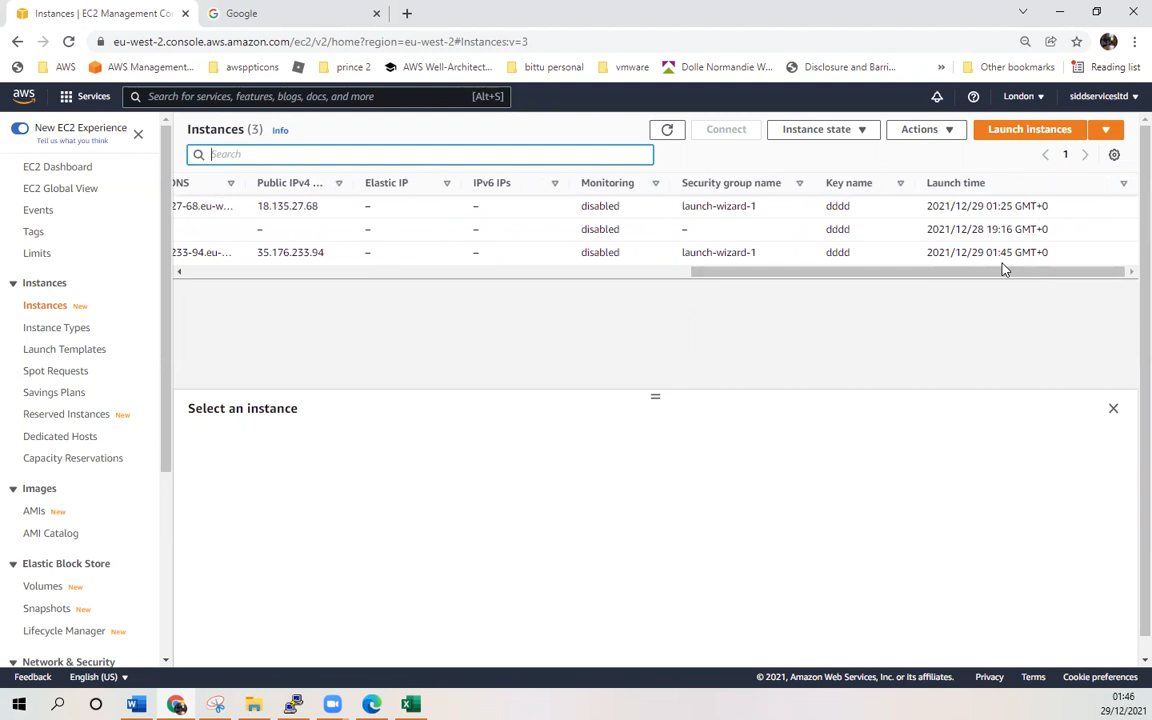 Instances | EC2 Management Con
Google
eu-west-2.console.aws.amazon.com/ec2/v2/home?region=eu-west-2#Instances:v=3
AWS
AWS Management...
awsppticons
prince 2
AWS Well-Architect...
bittu personal
vmware
Dolle Normandie W...
Disclosure and Barri...
»
Other bookmarks
Reading list
aws
Services
Search for services, features, blogs, docs, and more
[Alt+S]
London
siddservicesltd
New EC2 Experience
Tell us what you think
EC2 Dashboard
EC2 Global View
Events
Tags
Limits
Instances
Instances New
Instance Types
Launch Templates
Spot Requests
Savings Plans
Reserved Instances New
Dedicated Hosts
Capacity Reservations
Images
AMIs New
AMI Catalog
Elastic Block Store
Volumes New
Snapshots New
Lifecycle Manager New
Network & Security
Instances (3) Info
Connect
Instance state
Actions
Launch instances
Search
1
DNS Public IPv4 ... Elastic IP IPv6 IPs Monitoring Security group name Key name Launch time
27-68.eu-w... 18.135.27.68 – – disabled launch-wizard-1 dddd 2021/12/29 01:25 GMT+0
– – – disabled – dddd 2021/12/28 19:16 GMT+0
233-94.eu-... 35.176.233.94 – – disabled launch-wizard-1 dddd 2021/12/29 01:45 GMT+0
Select an instance
Feedback
English (US)
© 2021, Amazon Web Services, Inc. or its affiliates.
Privacy
Terms
Cookie preferences
01:46
29/12/2021